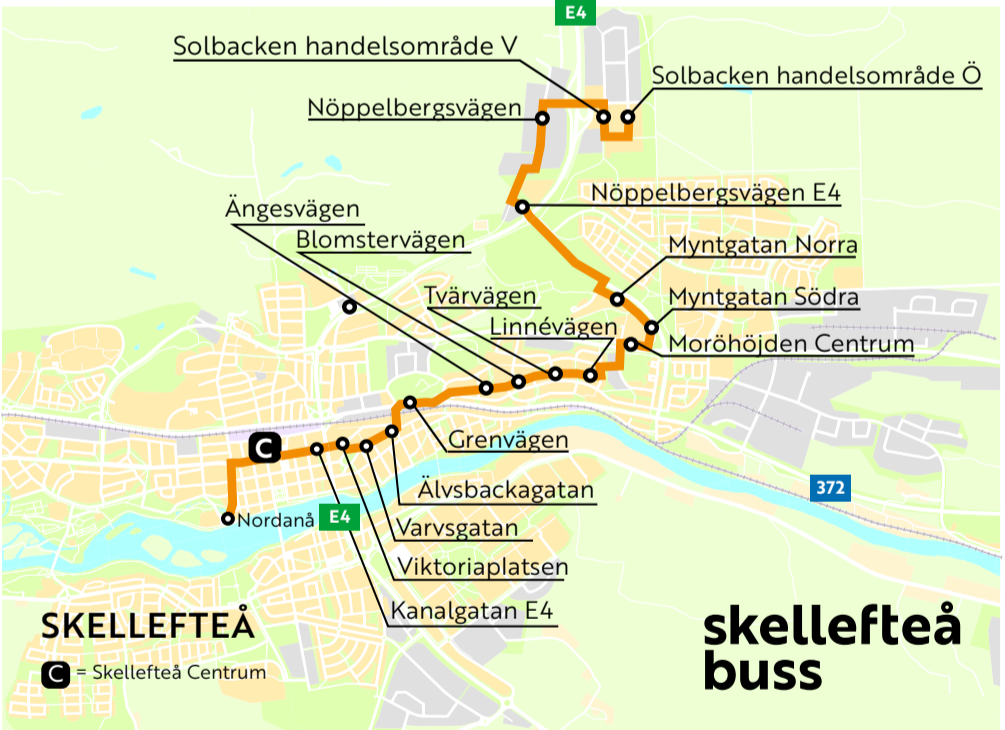 E4
Solbacken handelsområde V
Solbacken handelsområde Ö
Nöppelbergsvägen
Nöppelbergsvägen E4
Ängesvägen
Blomstervägen
Myntgatan Norra
Tvärvägen
Myntgatan Södra
Linnévägen
Moröhöjden Centrum
C
Grenvägen
Älvsbackagatan
372
Nordanå
E4
Varvsgatan
Viktoriaplatsen
Kanalgatan E4
SKELLEFTEÅ
C = Skellefteå Centrum
skellefteå
buss